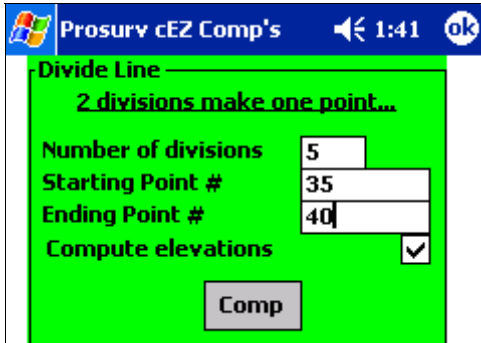 Prosurv cEZ Comp's 1:41 ok
Divide Line
2 divisions make one point...
Number of divisions 5
Starting Point # 35
Ending Point # 40
Compute elevations
Comp